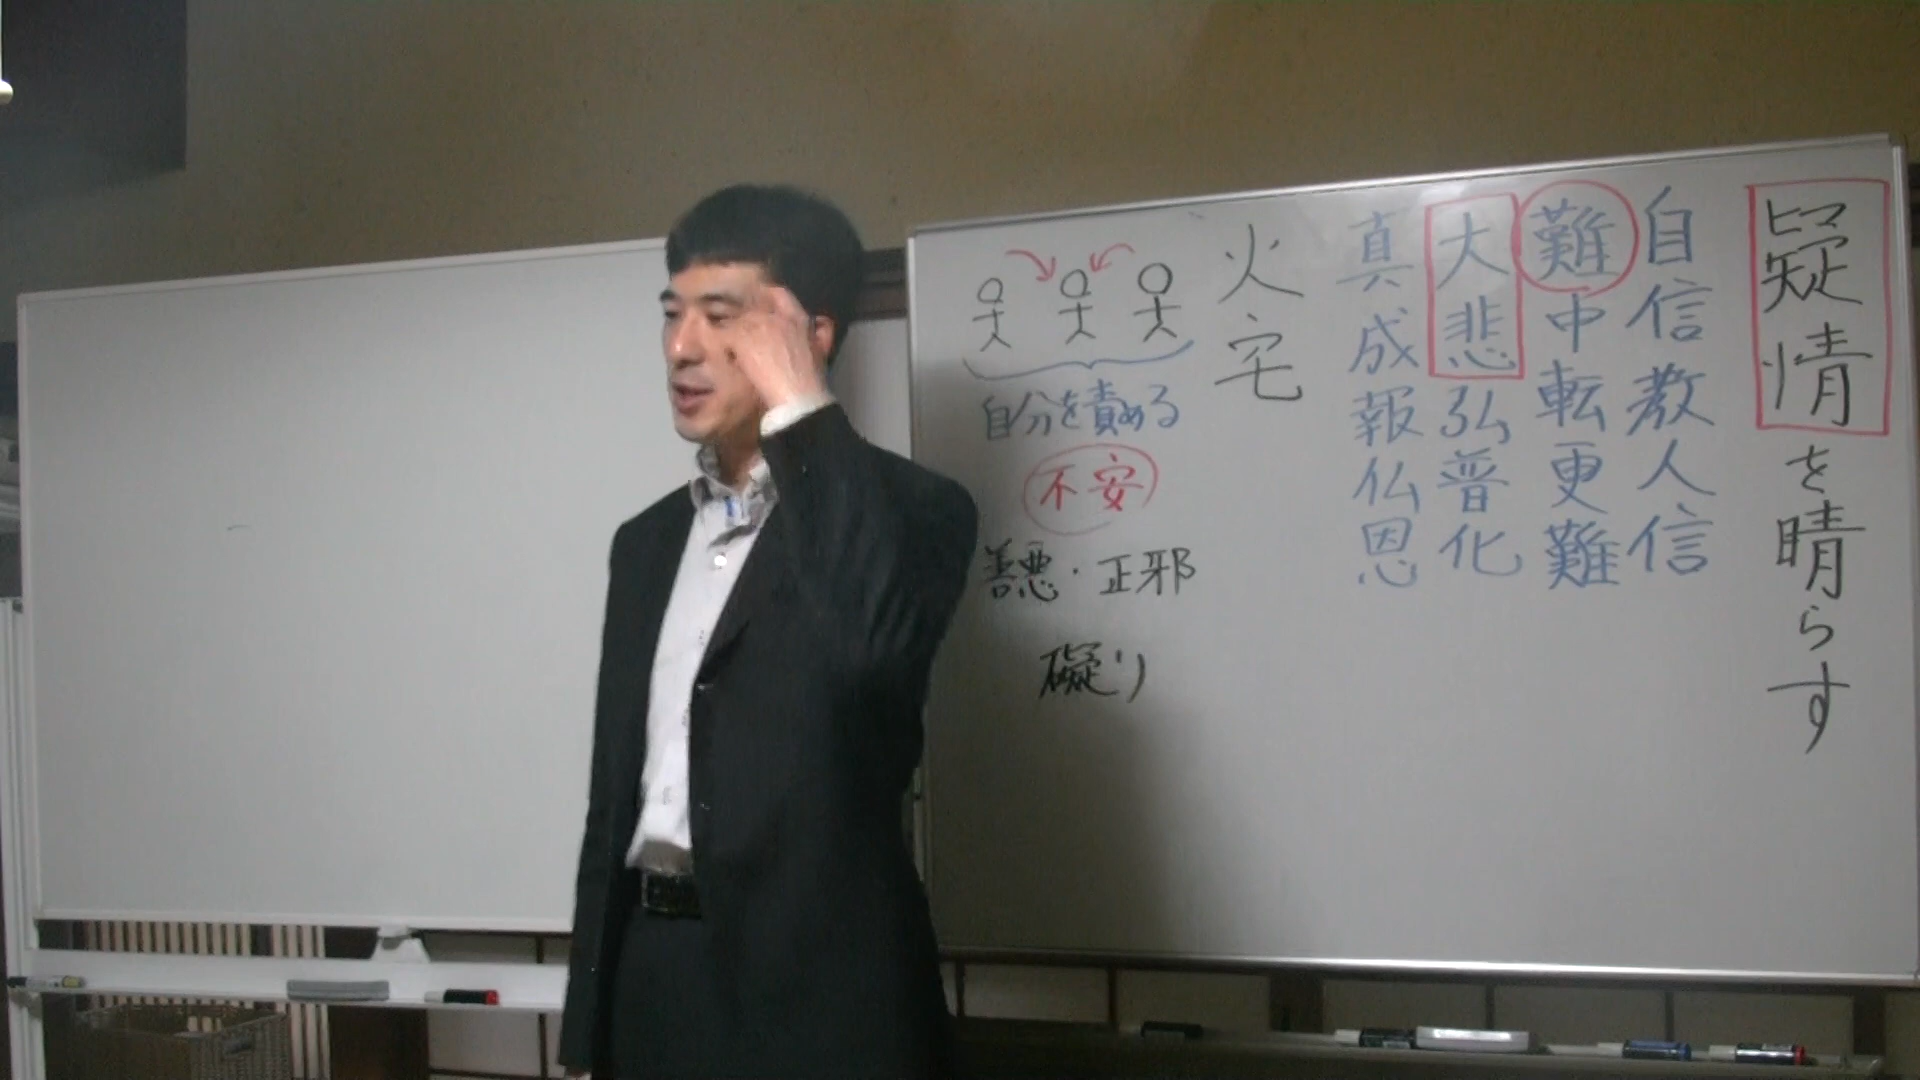 疑情を晴らす
自信教人信
難中転更難
大悲弘普化
真成報仏恩
火宅
自分を責める
不安
善悪・正邪
礙り